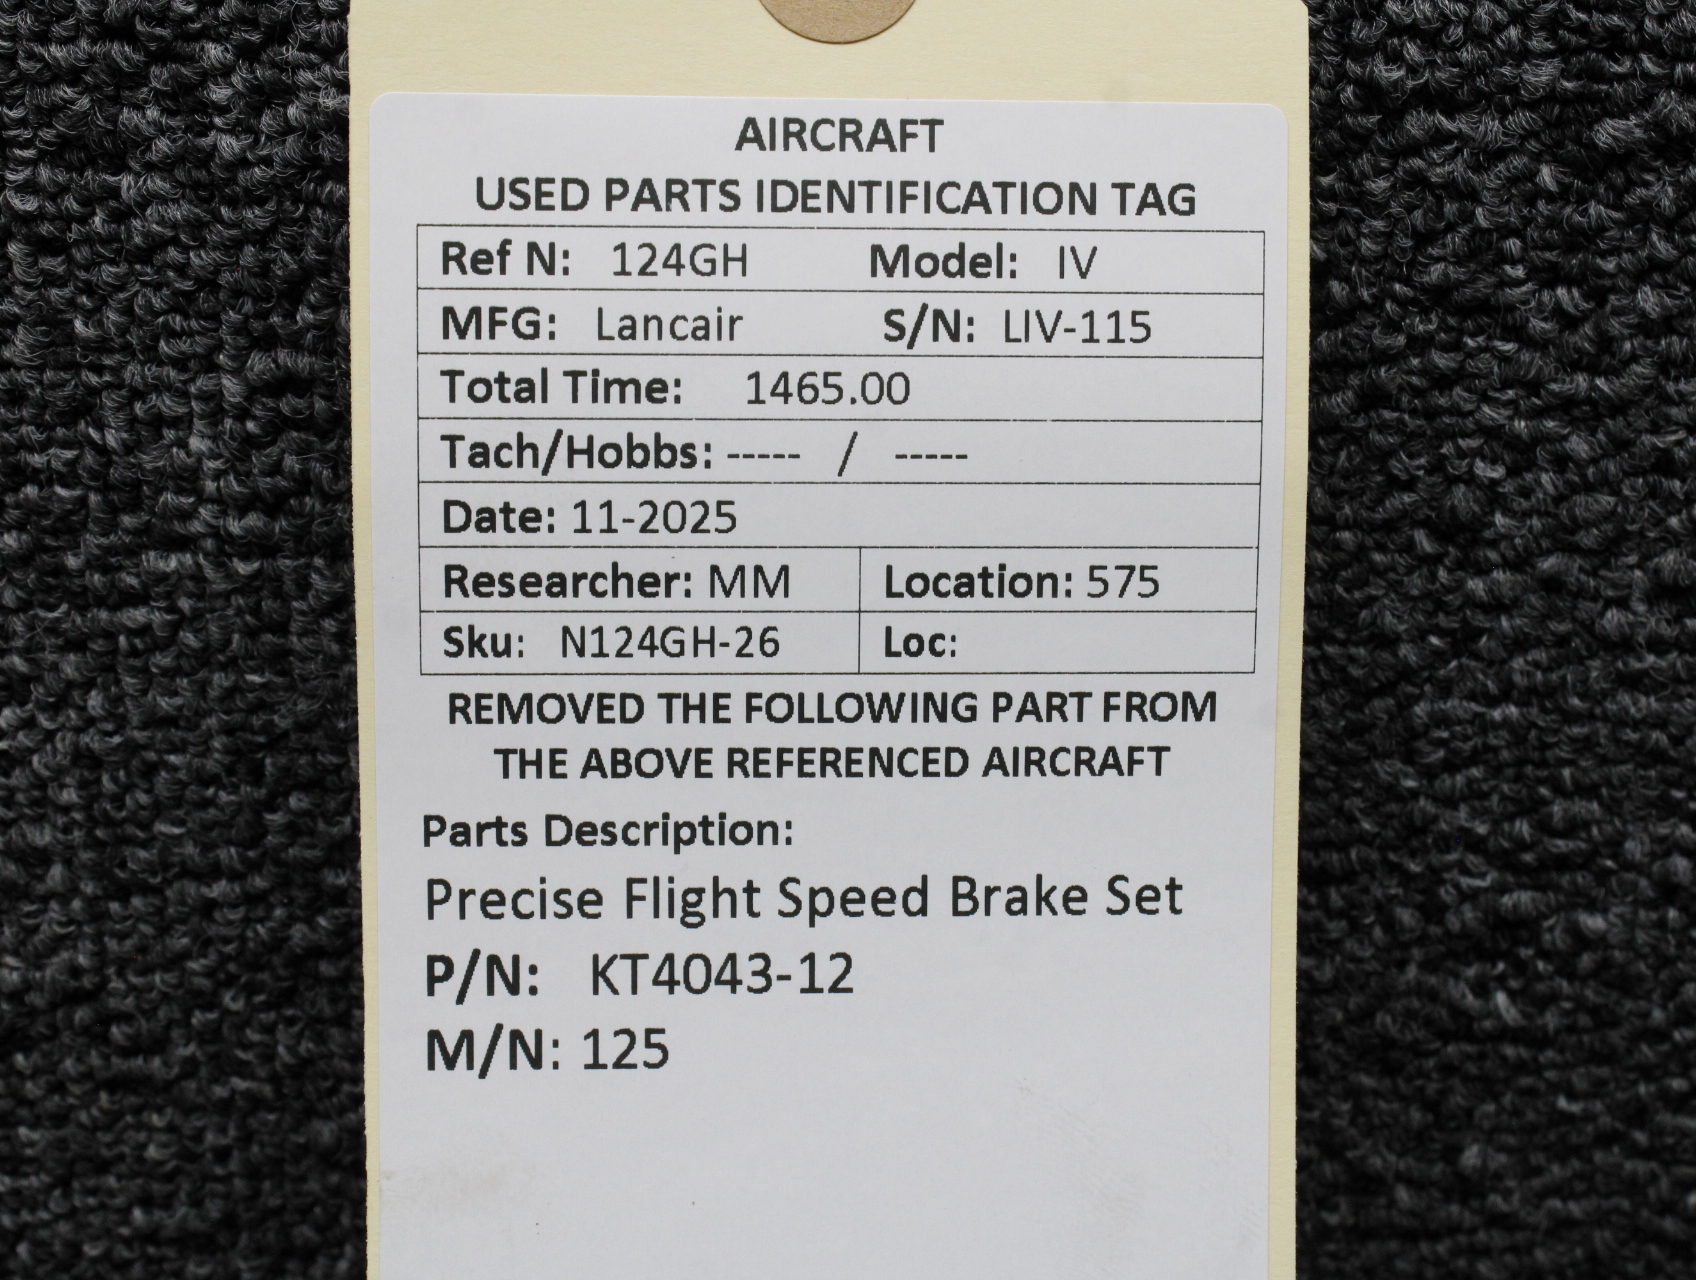 AIRCRAFT
USED PARTS IDENTIFICATION TAG
Ref N: 124GH Model: IV
MFG: Lancair S/N: LIV-115
Total Time: 1465.00
Tach/Hobbs: ----- / -----
Date: 11-2025
Researcher: MM Location: 575
Sku: N124GH-26 Loc:
REMOVED THE FOLLOWING PART FROM
THE ABOVE REFERENCED AIRCRAFT
Parts Description:
Precise Flight Speed Brake Set
P/N: KT4043-12
M/N: 125